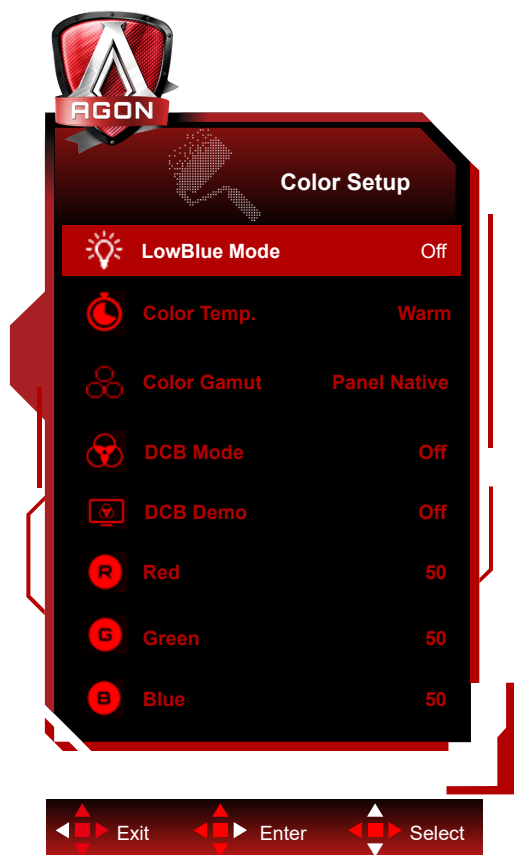 AGON
Color Setup
LowBlue Mode Off
Color Temp. Warm
Color Gamut Panel Native
DCB Mode Off
DCB Demo Off
R Red 50
G Green 50
B Blue 50
Exit Enter Select